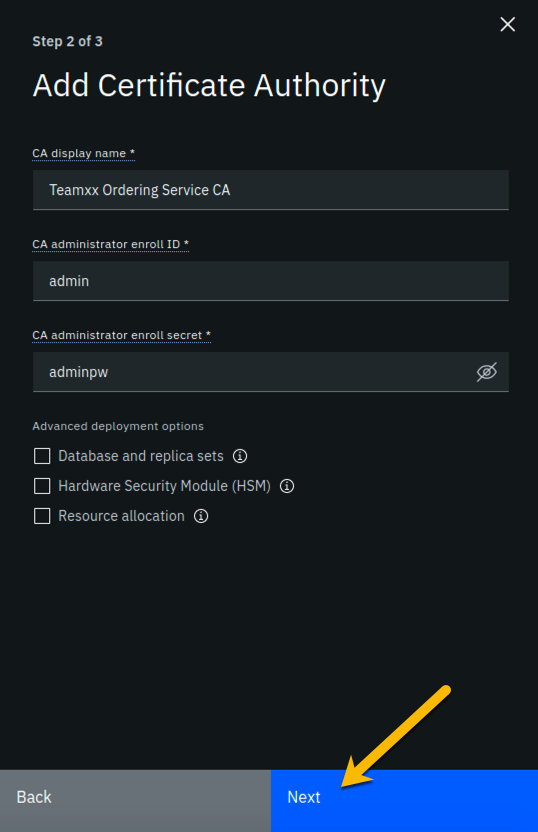 Step 2 of 3
Add Certificate Authority
CA display name *
Teamxx Ordering Service CA
CA administrator enroll ID *
admin
CA administrator enroll secret *
adminpw
Advanced deployment options
Database and replica sets
Hardware Security Module (HSM)
Resource allocation
Back
Next